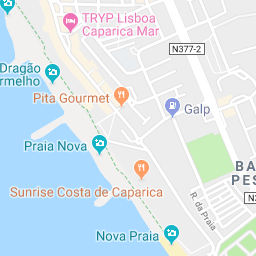 TRYP Lisboa
Caparica Mar
N377-2
Dragão
rmelho
Pita Gourmet
Galp
Praia Nova
BA
PES
Sunrise Costa de Caparica
N3
R. da Praia
Nova Praia